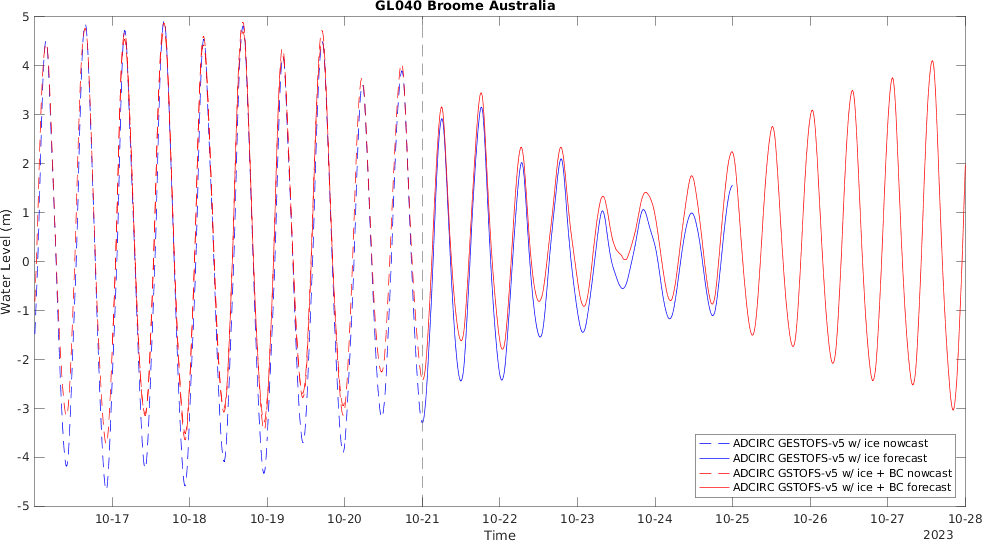 GL040 Broome Australia
Water Level (m)
5
4
3
2
1
0
-1
-2
-3
-4
-5
ADCIRC GESTOFS-v5 w/ ice nowcast
ADCIRC GESTOFS-v5 w/ ice forecast
ADCIRC GSTOFS-v5 w/ ice + BC nowcast
ADCIRC GSTOFS-v5 w/ ice + BC forecast
10-17 10-18 10-19 10-20 10-21 10-22 10-23 10-24 10-25 10-26 10-27 10-28
Time
2023